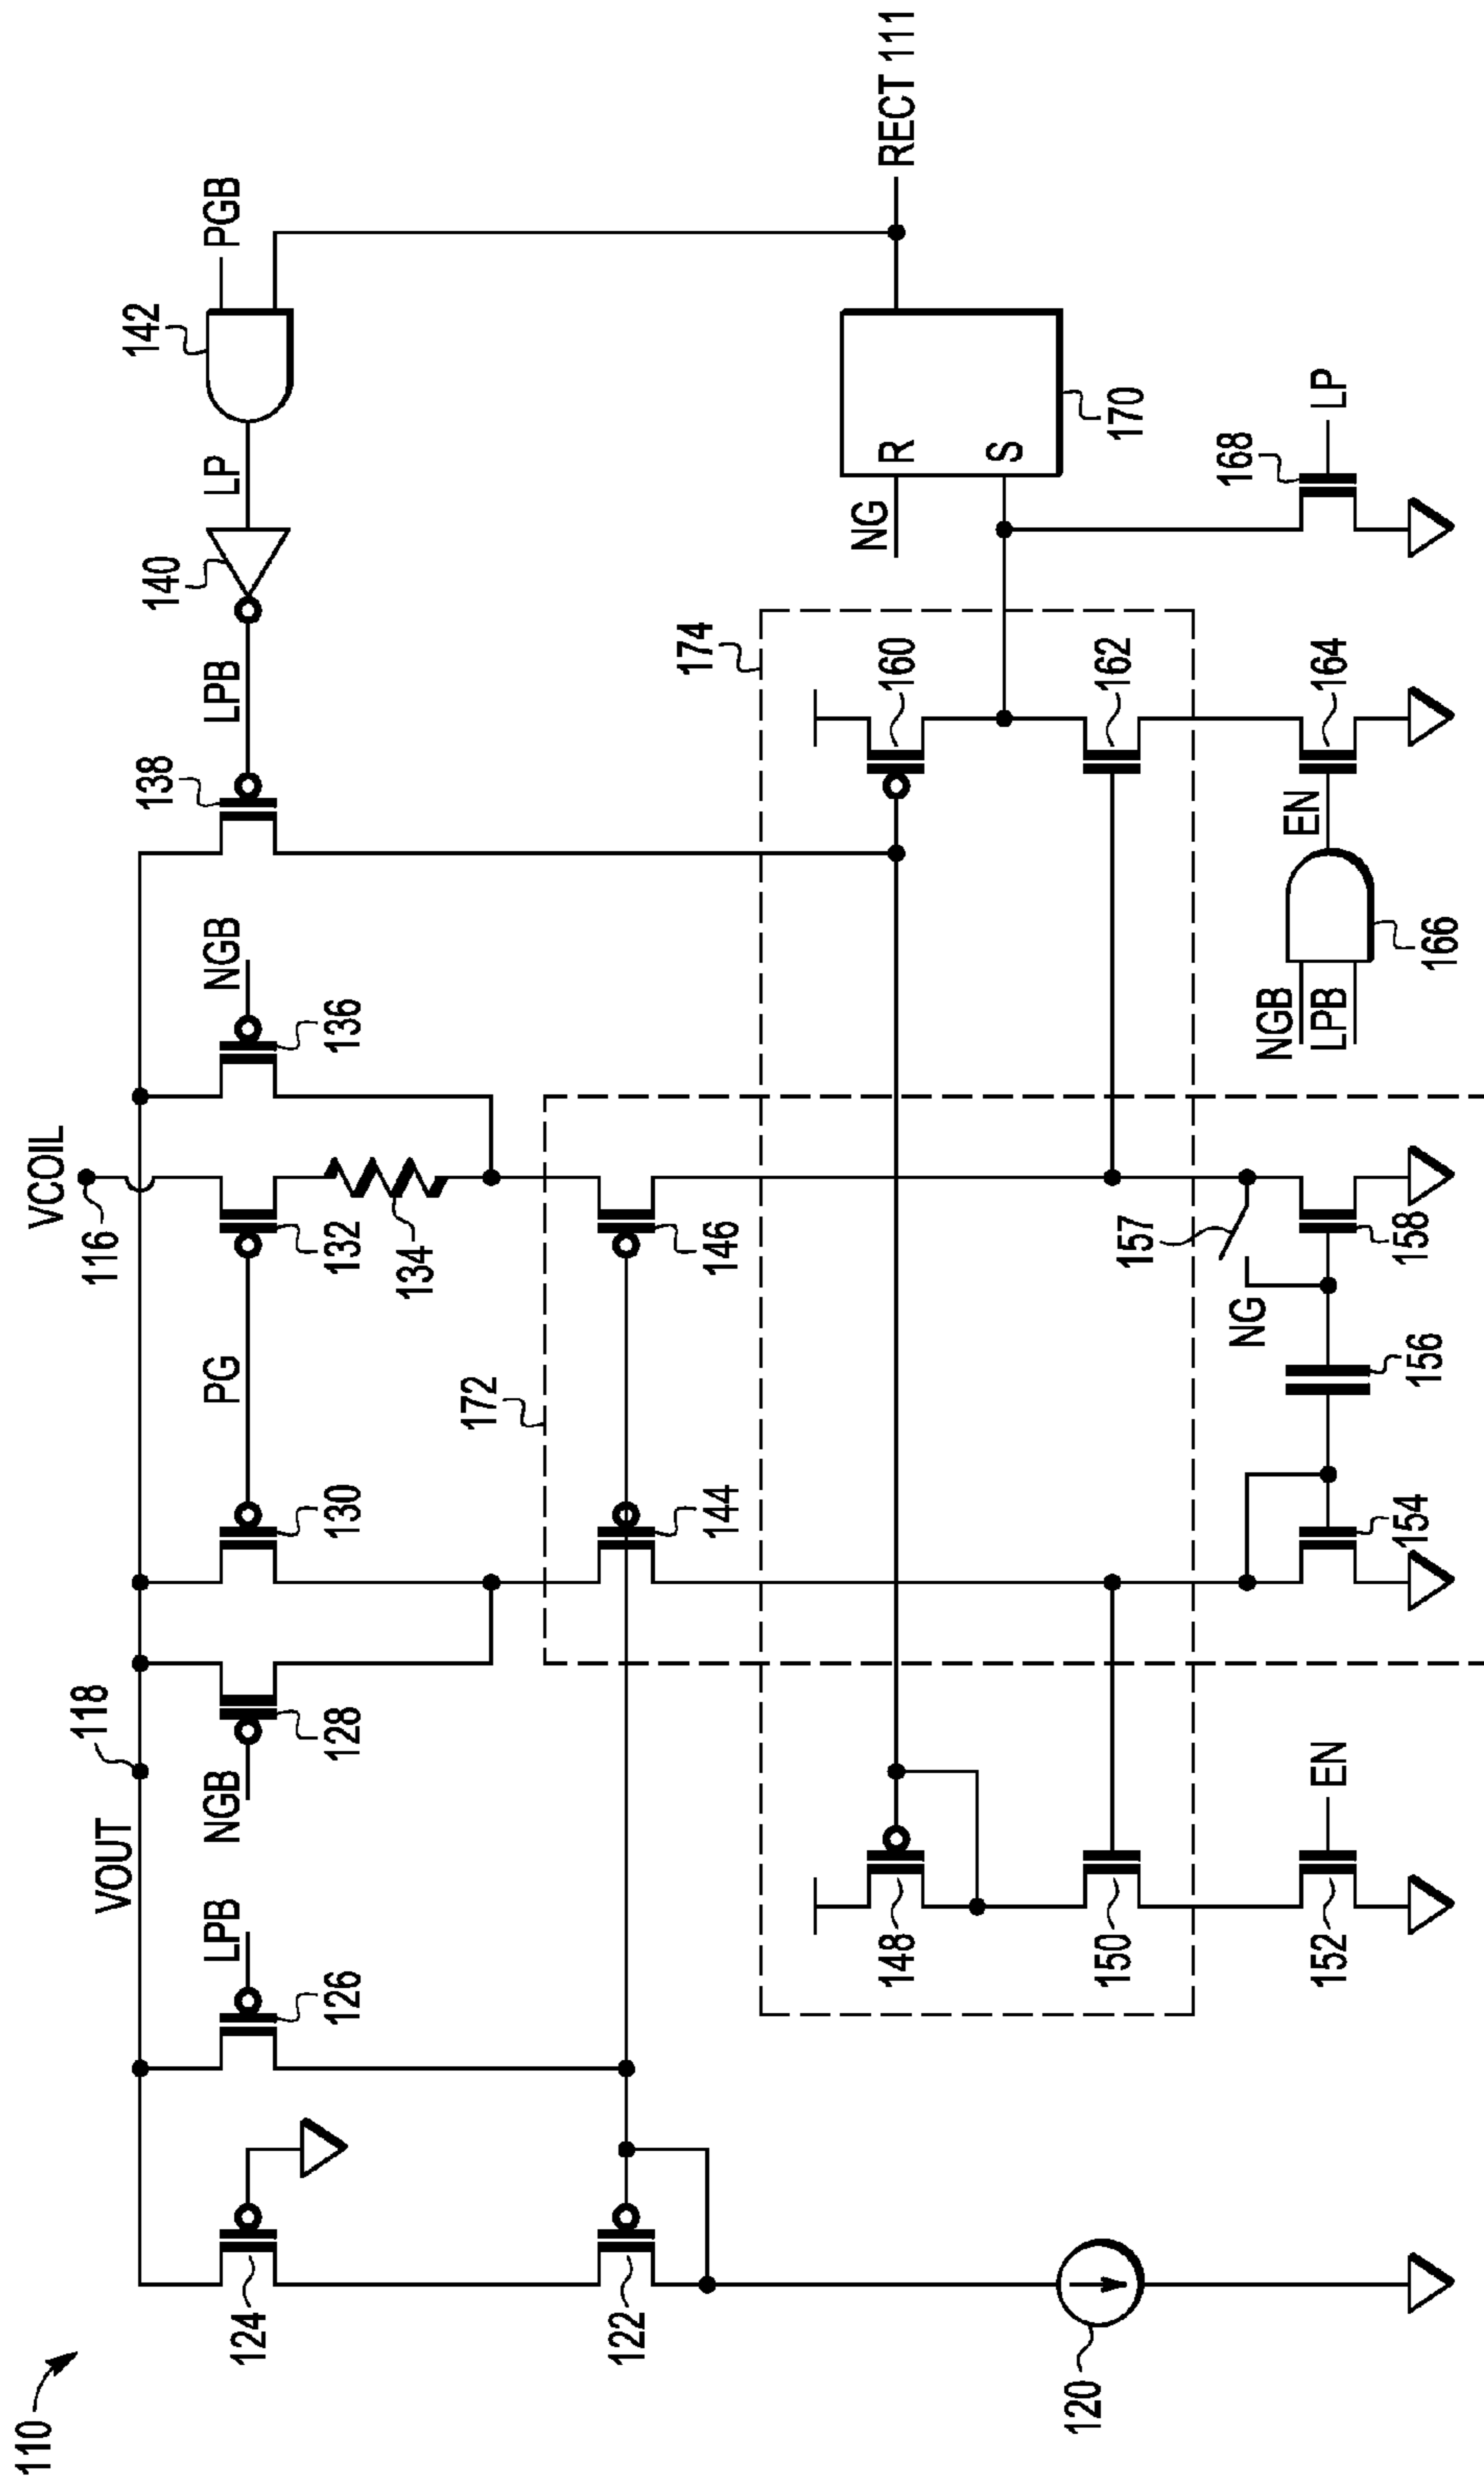 110
VOUT
118
VCOIL
116
124
LPB
126
NGB
128
130
PG
132
134
NGB
136
138
LPB
140
LP
142
PGB
122
144
172
146
174
148
160
NG
R
S
170
RECT 111
150
162
120
152
EN
154
156
NG
157
158
NGB
LPB
166
EN
164
168
LP